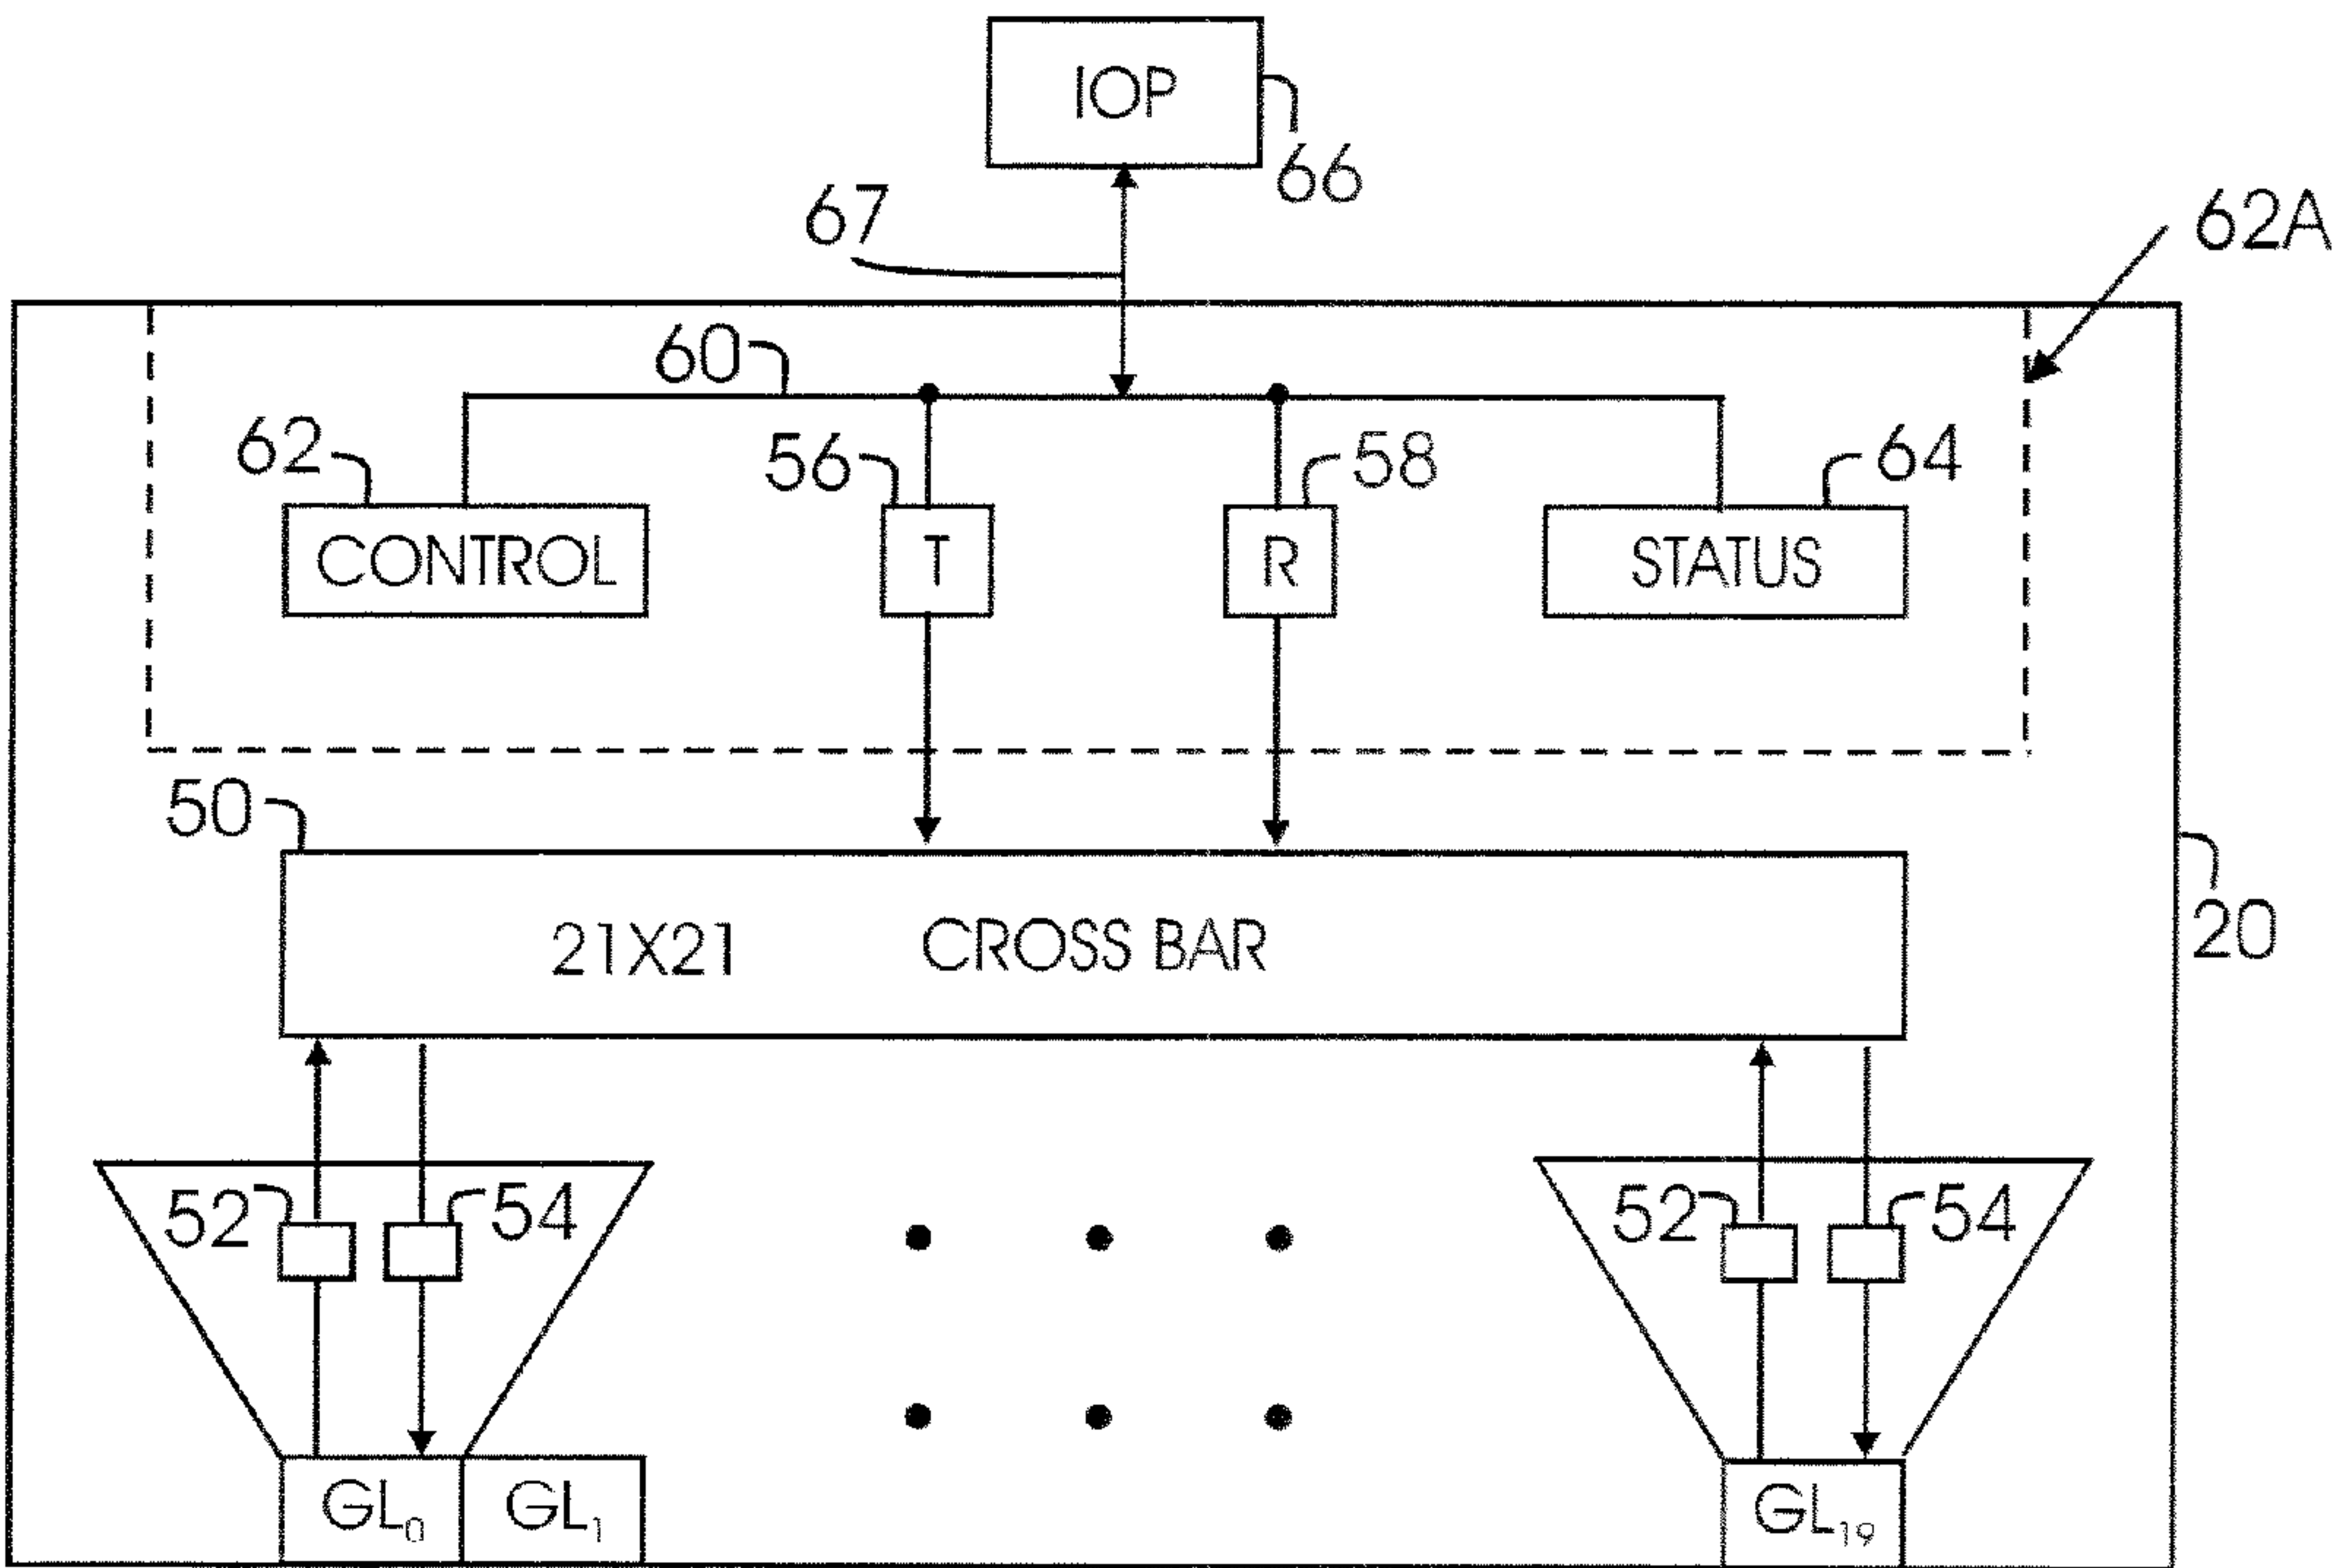 IOP
66
67
62A
60
62
56
58
64
CONTROL
T
R
STATUS
50
21X21 CROSS BAR
20
52
54
52
54
GL₀
GL₁
GL₁₉